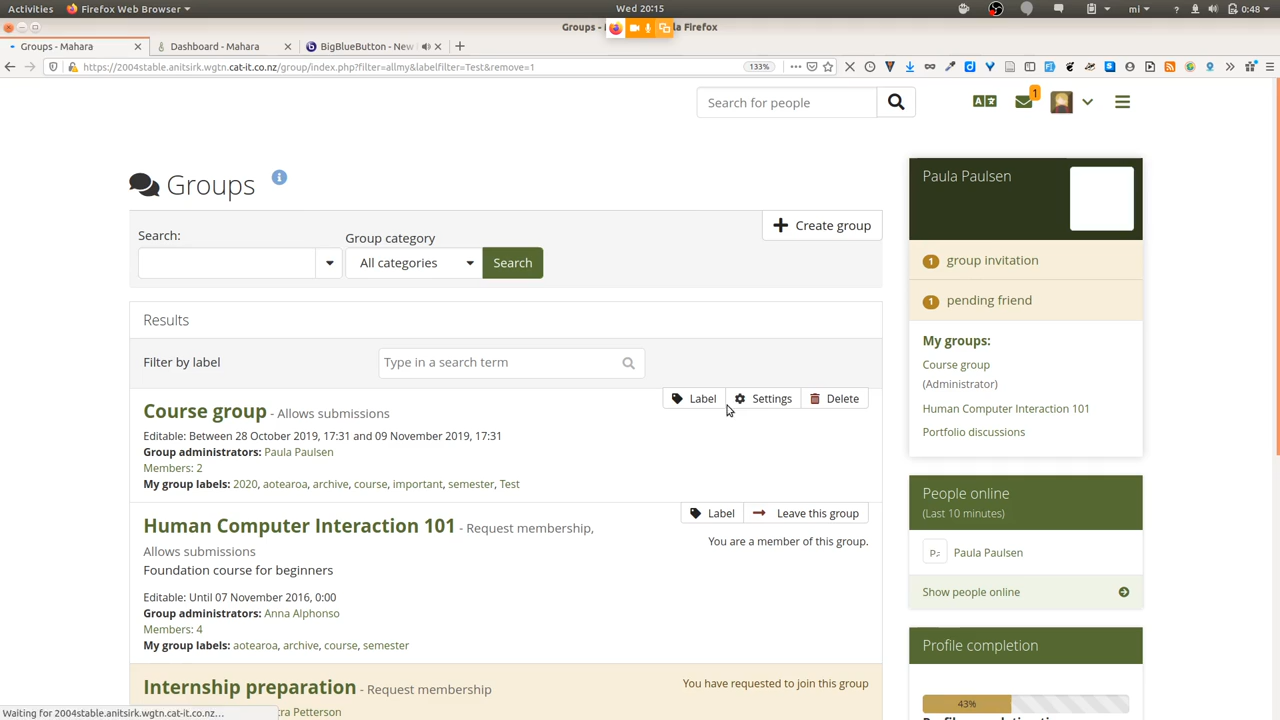 Activities Firefox Web Browser Wed 20:15 mi ? 0:48
Groups - la Firefox
Groups - Mahara × Dashboard - Mahara × BigBlueButton - New × +
https://2004stable.anitsirk.wgtn.cat-it.co.nz/group/index.php?filter=allmy&labelfilter=Test&remove=1 133%
Search for people
1
Groups
Create group
Search: Group category
All categories Search
Results
Filter by label Type in a search term
Course group - Allows submissions Label Settings Delete
Editable: Between 28 October 2019, 17:31 and 09 November 2019, 17:31
Group administrators: Paula Paulsen
Members: 2
My group labels: 2020, aotearoa, archive, course, important, semester, Test
Human Computer Interaction 101 - Request membership, Label Leave this group
Allows submissions You are a member of this group.
Foundation course for beginners
Editable: Until 07 November 2016, 0:00
Group administrators: Anna Alphonso
Members: 4
My group labels: aotearoa, archive, course, semester
Internship preparation - Request membership You have requested to join this group
tra Petterson
Waiting for 2004stable.anitsirk.wgtn.cat-it.co.nz...
Paula Paulsen
1 group invitation
1 pending friend
My groups:
Course group
(Administrator)
Human Computer Interaction 101
Portfolio discussions
People online
(Last 10 minutes)
Paula Paulsen
Show people online
Profile completion
43%